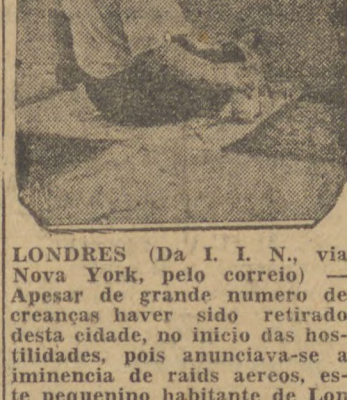 LONDRES (Da I. I. N., via
Nova York, pelo correio) —
Apesar de grande numero de
creanças haver sido retirado
desta cidade, no inicio das hos-
tilidades, pois anunciava-se a
iminencia de raids aereos, es-
te pequenino habitante de Lon